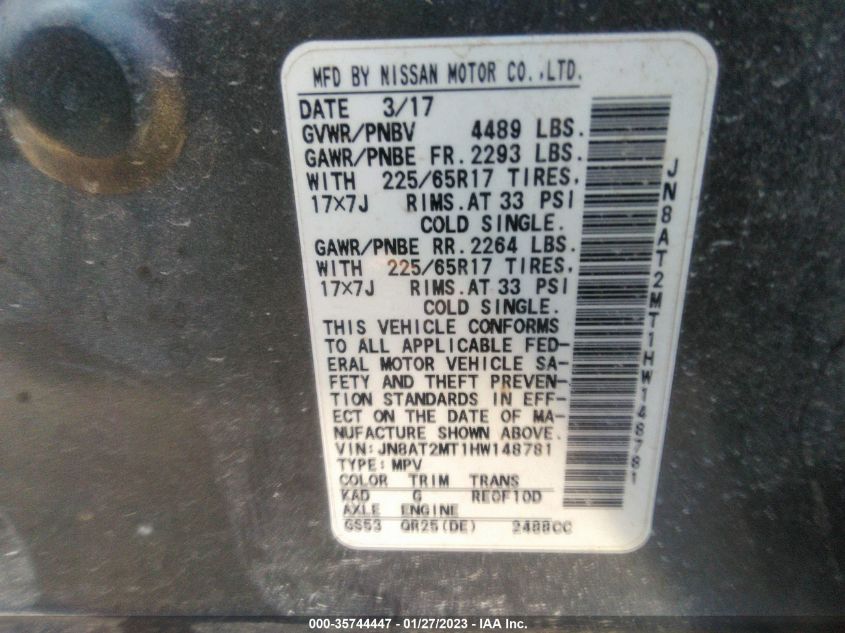 MFD BY NISSAN MOTOR CO.,LTD.
DATE 3/17
GVWR/PNBV 4489 LBS.
GAWR/PNBE FR. 2293 LBS.
WITH 225/65R17 TIRES,
17×7J RIMS.AT 33 PSI
COLD SINGLE.
GAWR/PNBE RR. 2264 LBS.
WITH 225/65R17 TIRES,
17×7J RIMS.AT 33 PSI
COLD SINGLE.
THIS VEHICLE CONFORMS
TO ALL APPLICABLE FED-
ERAL MOTOR VEHICLE SA-
FETY AND THEFT PREVEN-
TION STANDARDS IN EFF-
ECT ON THE DATE OF MA-
NUFACTURE SHOWN ABOVE.
VIN:JN8AT2MT1HW148781
TYPE:MPV
COLOR TRIM TRANS
KAD G RE0F10D
AXLE ENGINE
GS53 QR25(DE) 2488CC
JN8AT2MT1HW148781
000-35744447 - 01/27/2023 - IAA Inc.